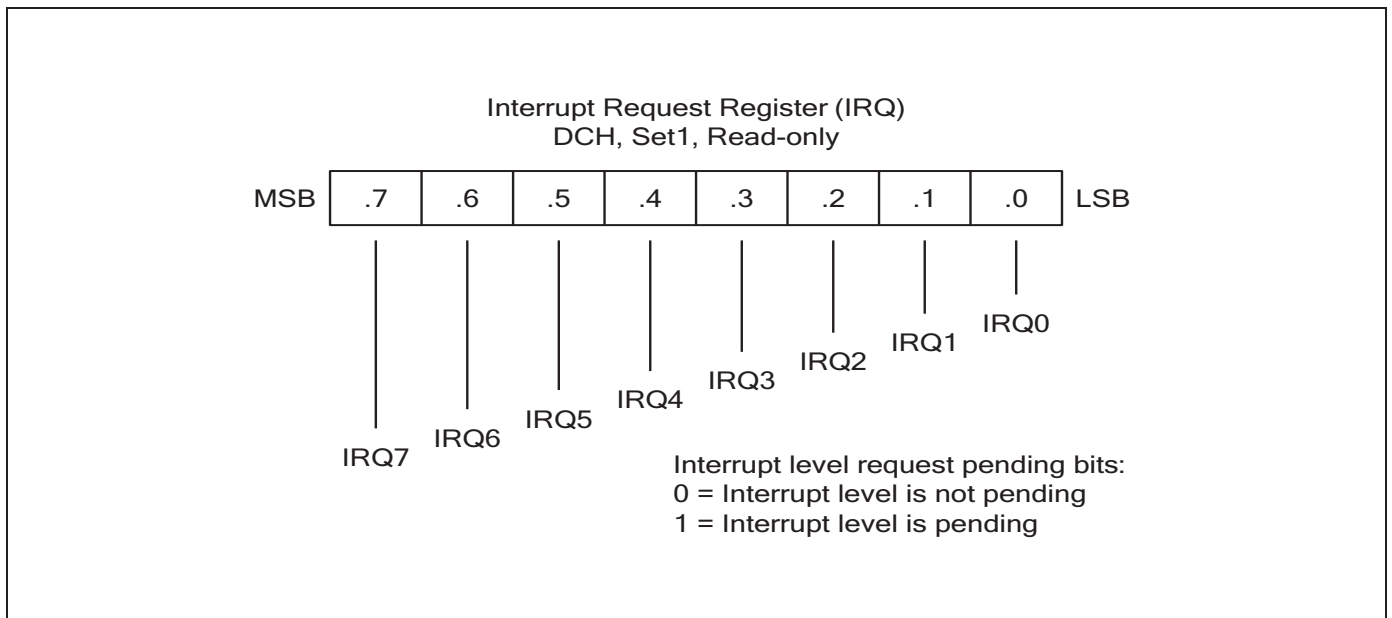 Interrupt Request Register (IRQ)
DCH, Set1, Read-only
MSB .7 .6 .5 .4 .3 .2 .1 .0 LSB
IRQ0
IRQ1
IRQ2
IRQ3
IRQ4
IRQ5
IRQ6
IRQ7
Interrupt level request pending bits:
0 = Interrupt level is not pending
1 = Interrupt level is pending